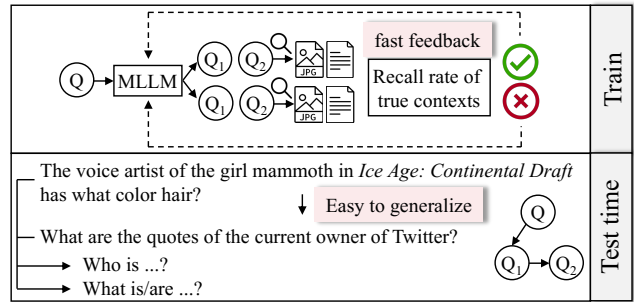 Q
MLLM
Q1
Q2
Q1
Q2
JPG
JPG
fast feedback
Recall rate of
true contexts
Train
The voice artist of the girl mammoth in Ice Age: Continental Draft
has what color hair?
Easy to generalize
What are the quotes of the current owner of Twitter?
Who is ...?
What is/are ...?
Q
Q1
Q2
Test time